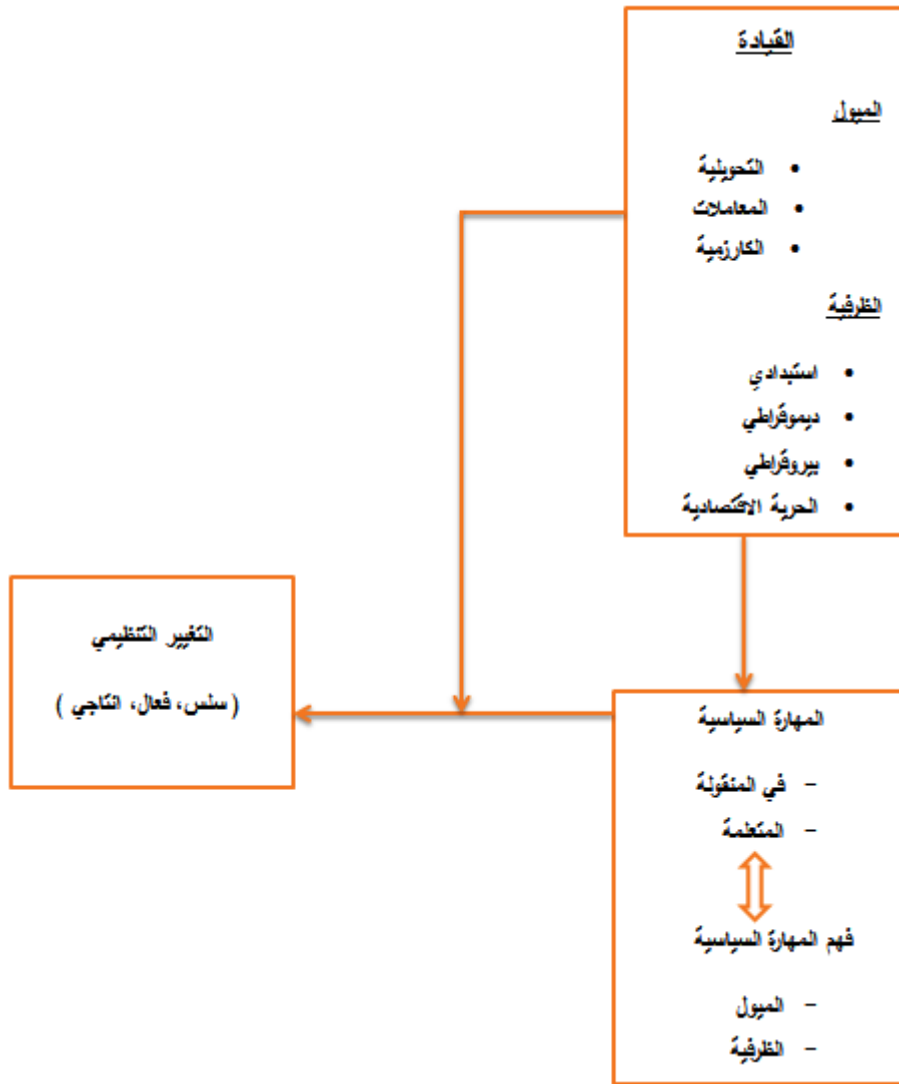 القيادة
الميول
• التحويلية
• المعاملات
• الكارزمية
الظرفية
• استبدادي
• ديموقراطي
• بيروقراطي
• الحرية الاقتصادية
التغيير التنظيمي
( سلس، فعال، انتاجي )
المهارة السياسية
- في المنقولة
- المتعلمة
فهم المهارة السياسية
- الميول
- الظرفية